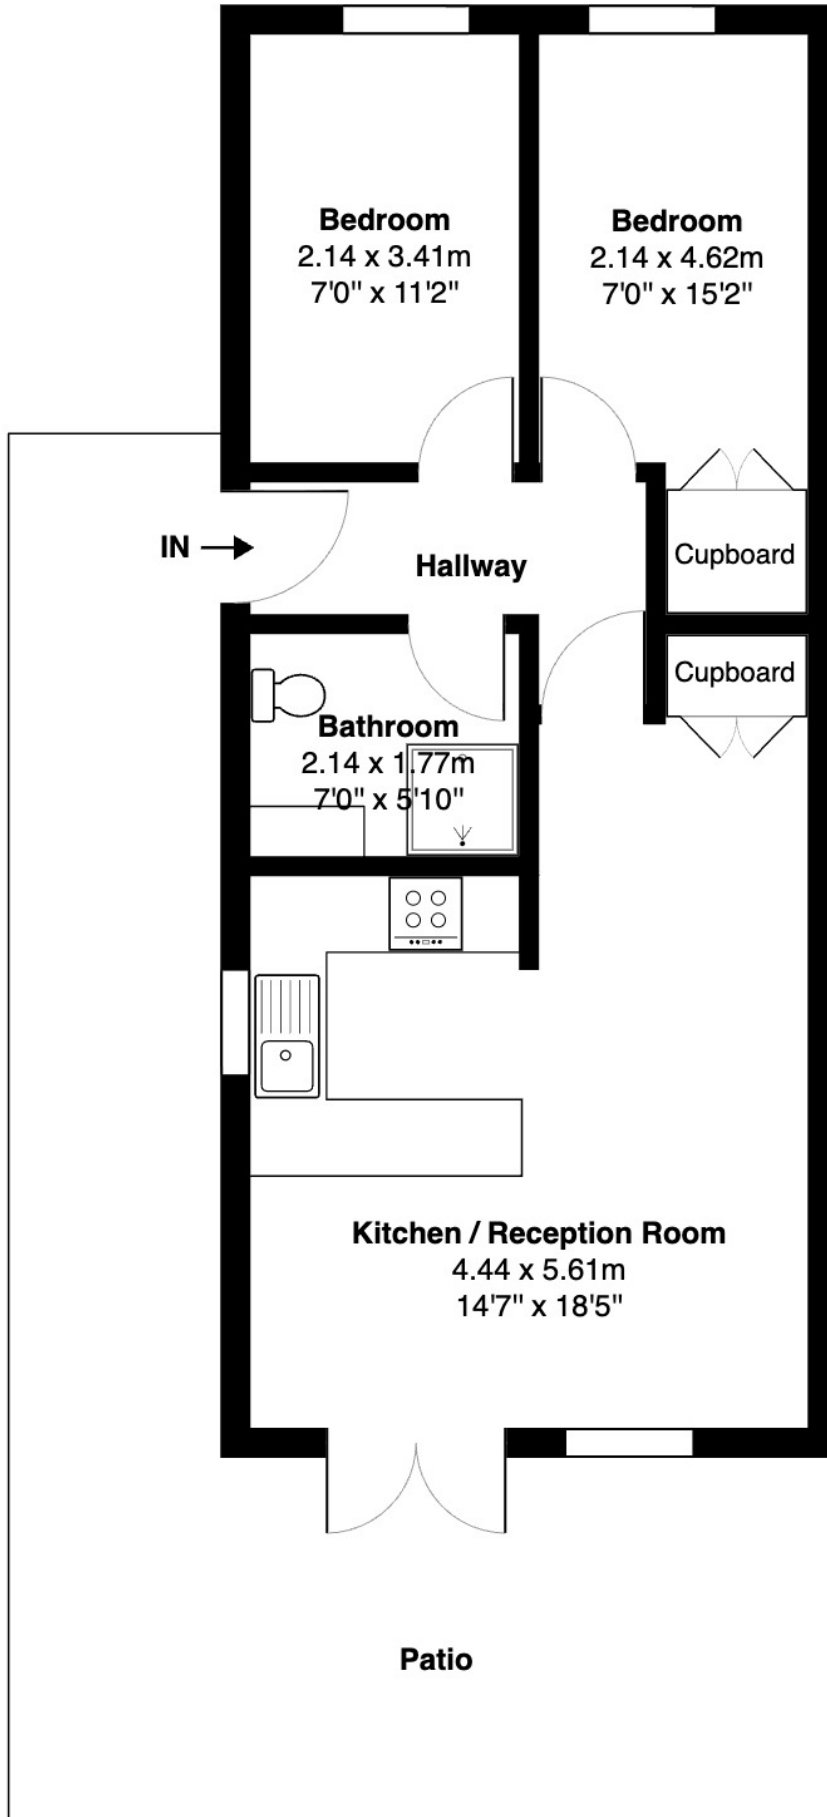 Bedroom
2.14 x 3.41m
7'0" x 11'2"
Bedroom
2.14 x 4.62m
7'0" x 15'2"
IN
Hallway
Cupboard
Cupboard
Bathroom
2.14 x 1.77m
7'0" x 5'10"
Kitchen / Reception Room
4.44 x 5.61m
14'7" x 18'5"
Patio